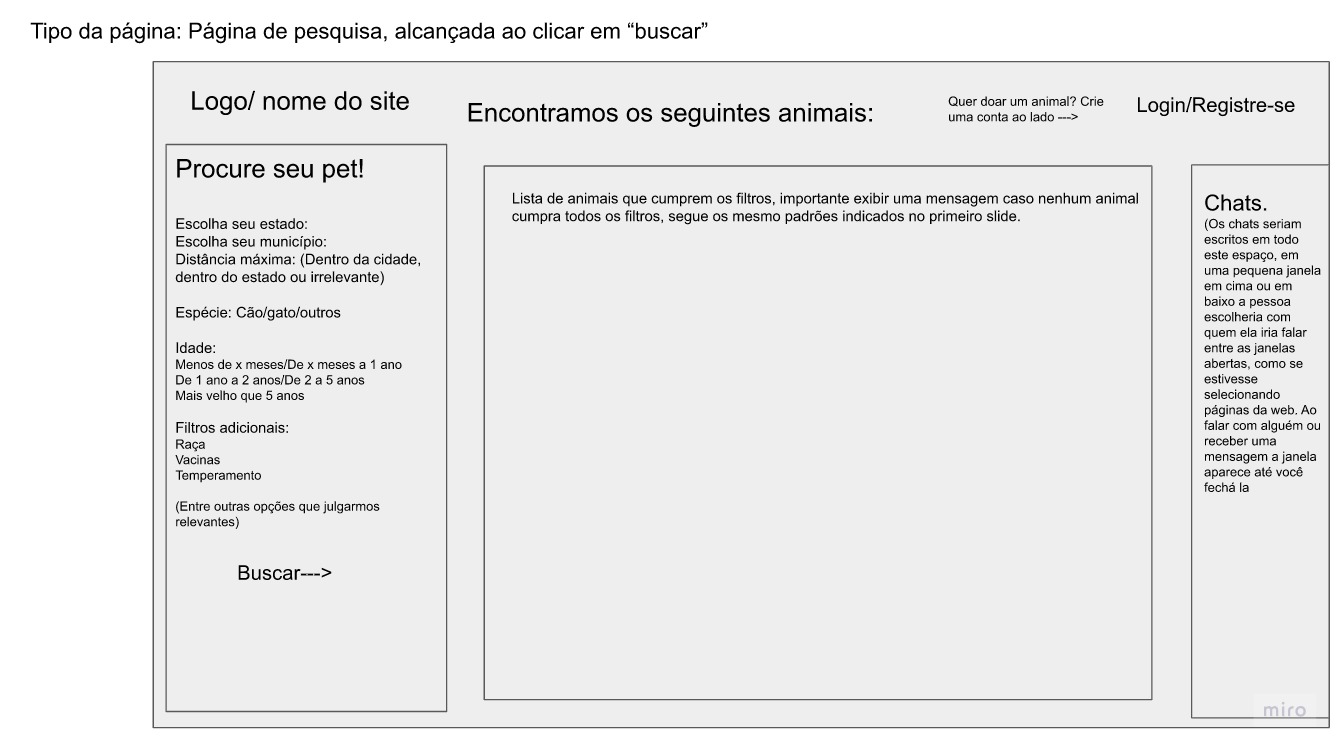 Tipo da página: Página de pesquisa, alcançada ao clicar em “buscar”
Logo/ nome do site
Encontramos os seguintes animais:
Quer doar um animal? Crie
uma conta ao lado --->
Login/Registre-se
Procure seu pet!
Escolha seu estado:
Escolha seu município:
Distância máxima: (Dentro da cidade,
dentro do estado ou irrelevante)
Espécie: Cão/gato/outros
Idade:
Menos de x meses/De x meses a 1 ano
De 1 ano a 2 anos/De 2 a 5 anos
Mais velho que 5 anos
Filtros adicionais:
Raça
Vacinas
Temperamento
(Entre outras opções que julgarmos
relevantes)
Buscar--->
Lista de animais que cumprem os filtros, importante exibir uma mensagem caso nenhum animal
cumpra todos os filtros, segue os mesmo padrões indicados no primeiro slide.
Chats.
(Os chats seriam
escritos em todo
este espaço, em
uma pequena janela
em cima ou em
baixo a pessoa
escolheria com
quem ela iria falar
entre as janelas
abertas, como se
estivesse
selecionando
páginas da web. Ao
falar com alguém ou
receber uma
mensagem a janela
aparece até você
fechá la
miro